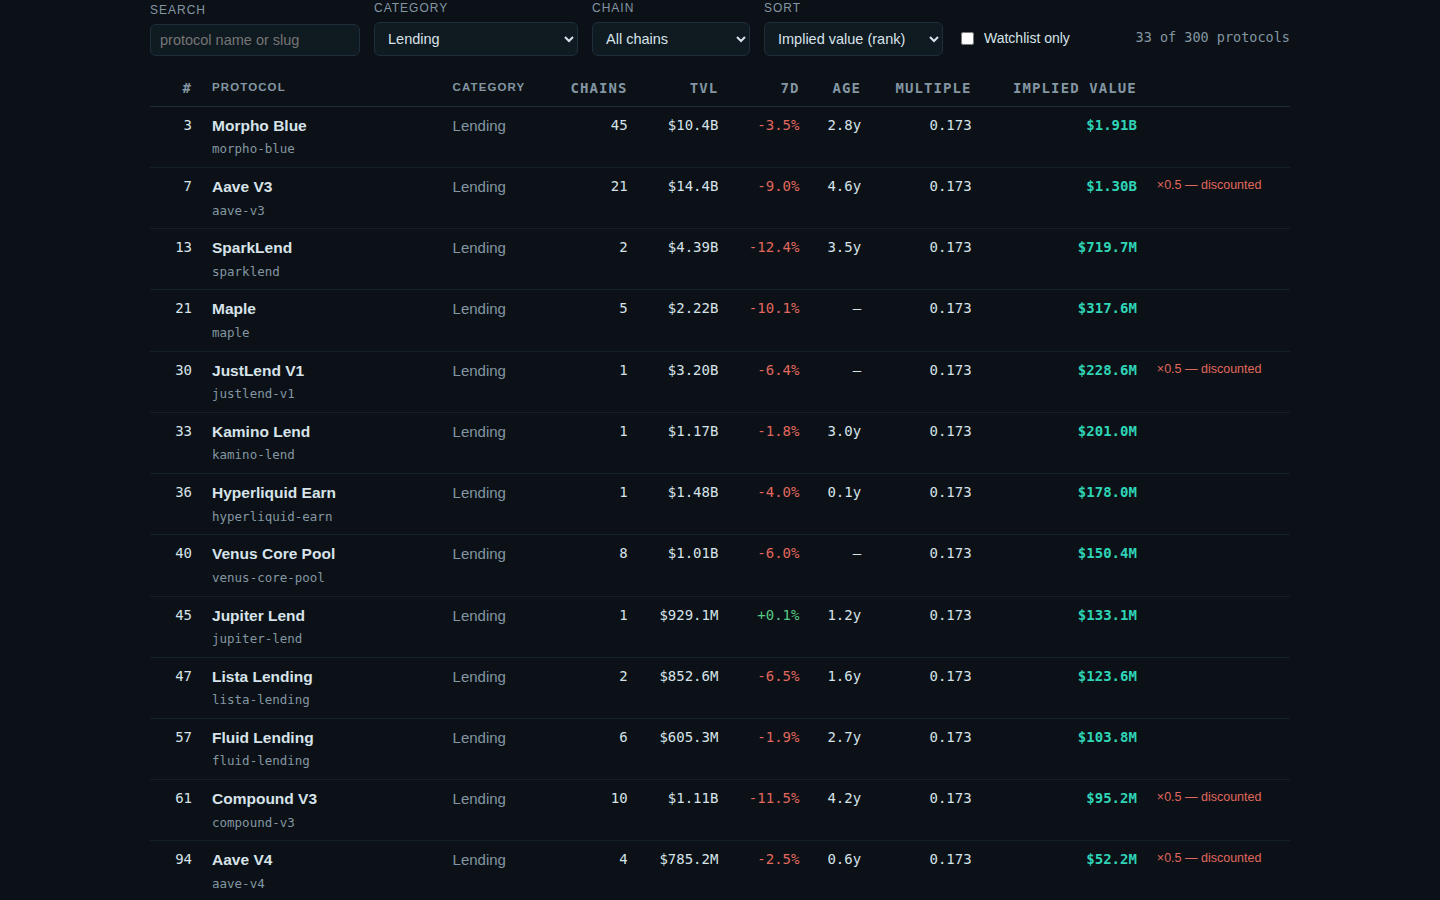 SEARCH CATEGORY CHAIN SORT
protocol name or slug Lending All chains Implied value (rank) Watchlist only 33 of 300 protocols
# PROTOCOL CATEGORY CHAINS TVL 7D AGE MULTIPLE IMPLIED VALUE
3 Morpho Blue Lending 45 $10.4B -3.5% 2.8y 0.173 $1.91B
morpho-blue
7 Aave V3 Lending 21 $14.4B -9.0% 4.6y 0.173 $1.30B ×0.5 — discounted
aave-v3
13 SparkLend Lending 2 $4.39B -12.4% 3.5y 0.173 $719.7M
sparklend
21 Maple Lending 5 $2.22B -10.1% — 0.173 $317.6M
maple
30 JustLend V1 Lending 1 $3.20B -6.4% — 0.173 $228.6M ×0.5 — discounted
justlend-v1
33 Kamino Lend Lending 1 $1.17B -1.8% 3.0y 0.173 $201.0M
kamino-lend
36 Hyperliquid Earn Lending 1 $1.48B -4.0% 0.1y 0.173 $178.0M
hyperliquid-earn
40 Venus Core Pool Lending 8 $1.01B -6.0% — 0.173 $150.4M
venus-core-pool
45 Jupiter Lend Lending 1 $929.1M +0.1% 1.2y 0.173 $133.1M
jupiter-lend
47 Lista Lending Lending 2 $852.6M -6.5% 1.6y 0.173 $123.6M
lista-lending
57 Fluid Lending Lending 6 $605.3M -1.9% 2.7y 0.173 $103.8M
fluid-lending
61 Compound V3 Lending 10 $1.11B -11.5% 4.2y 0.173 $95.2M ×0.5 — discounted
compound-v3
94 Aave V4 Lending 4 $785.2M -2.5% 0.6y 0.173 $52.2M ×0.5 — discounted
aave-v4